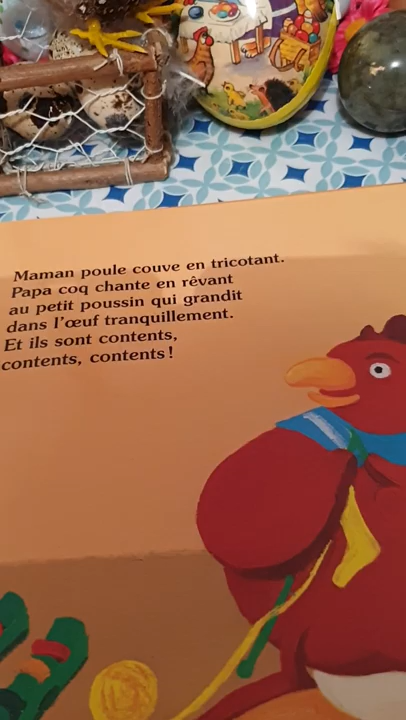 Maman poule couve en tricotant.
Papa coq chante en rêvant
au petit poussin qui grandit
dans l'œuf tranquillement.
Et ils sont contents,
contents, contents !